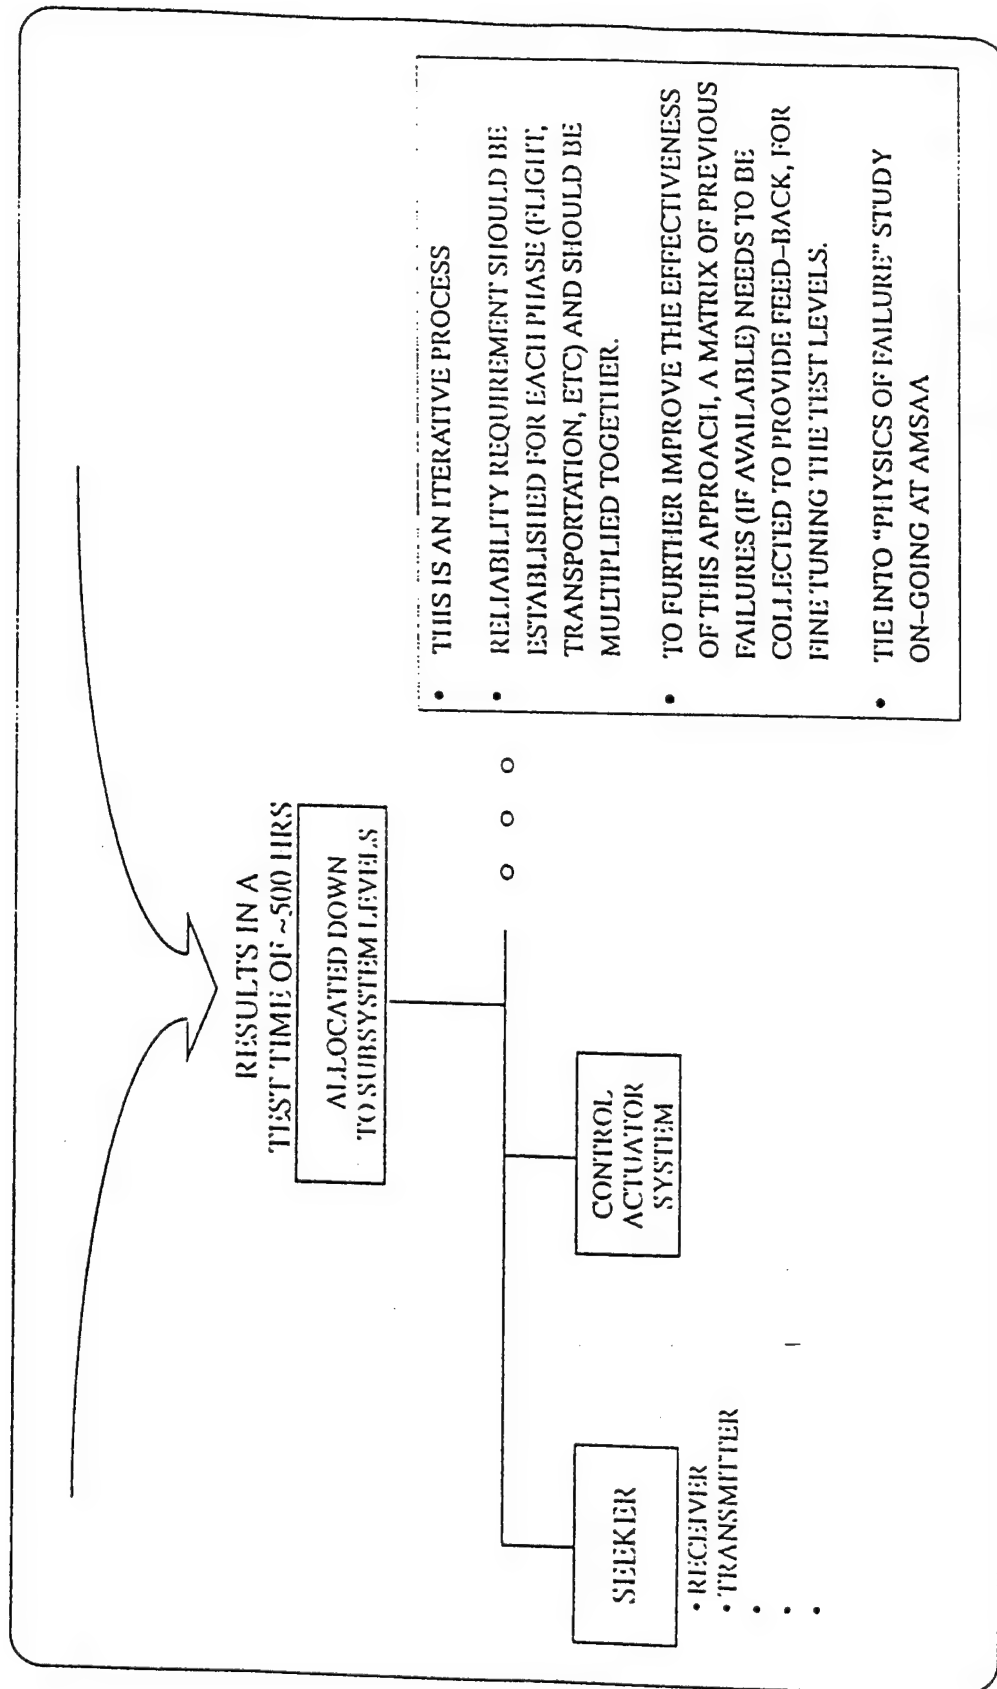 RESULTS IN A
TEST TIME OF ~500 HRS
ALLOCATED DOWN
TO SUBSYSTEM LEVELS
SEEKER
• RECEIVER
• TRANSMITTER
•
•
•
CONTROL
ACTUATOR
SYSTEM
o o o
• THIS IS AN ITERATIVE PROCESS
• RELIABILITY REQUIREMENT SHOULD BE
ESTABLISHED FOR EACH PHASE (FLIGHT,
TRANSPORTATION, ETC) AND SHOULD BE
MULTIPLIED TOGETHER.
• TO FURTHER IMPROVE THE EFFECTIVENESS
OF THIS APPROACH, A MATRIX OF PREVIOUS
FAILURES (IF AVAILABLE) NEEDS TO BE
COLLECTED TO PROVIDE FEED-BACK, FOR
FINE TUNING THE TEST LEVELS.
• TIE INTO "PHYSICS OF FAILURE" STUDY
ON-GOING AT AMSAA